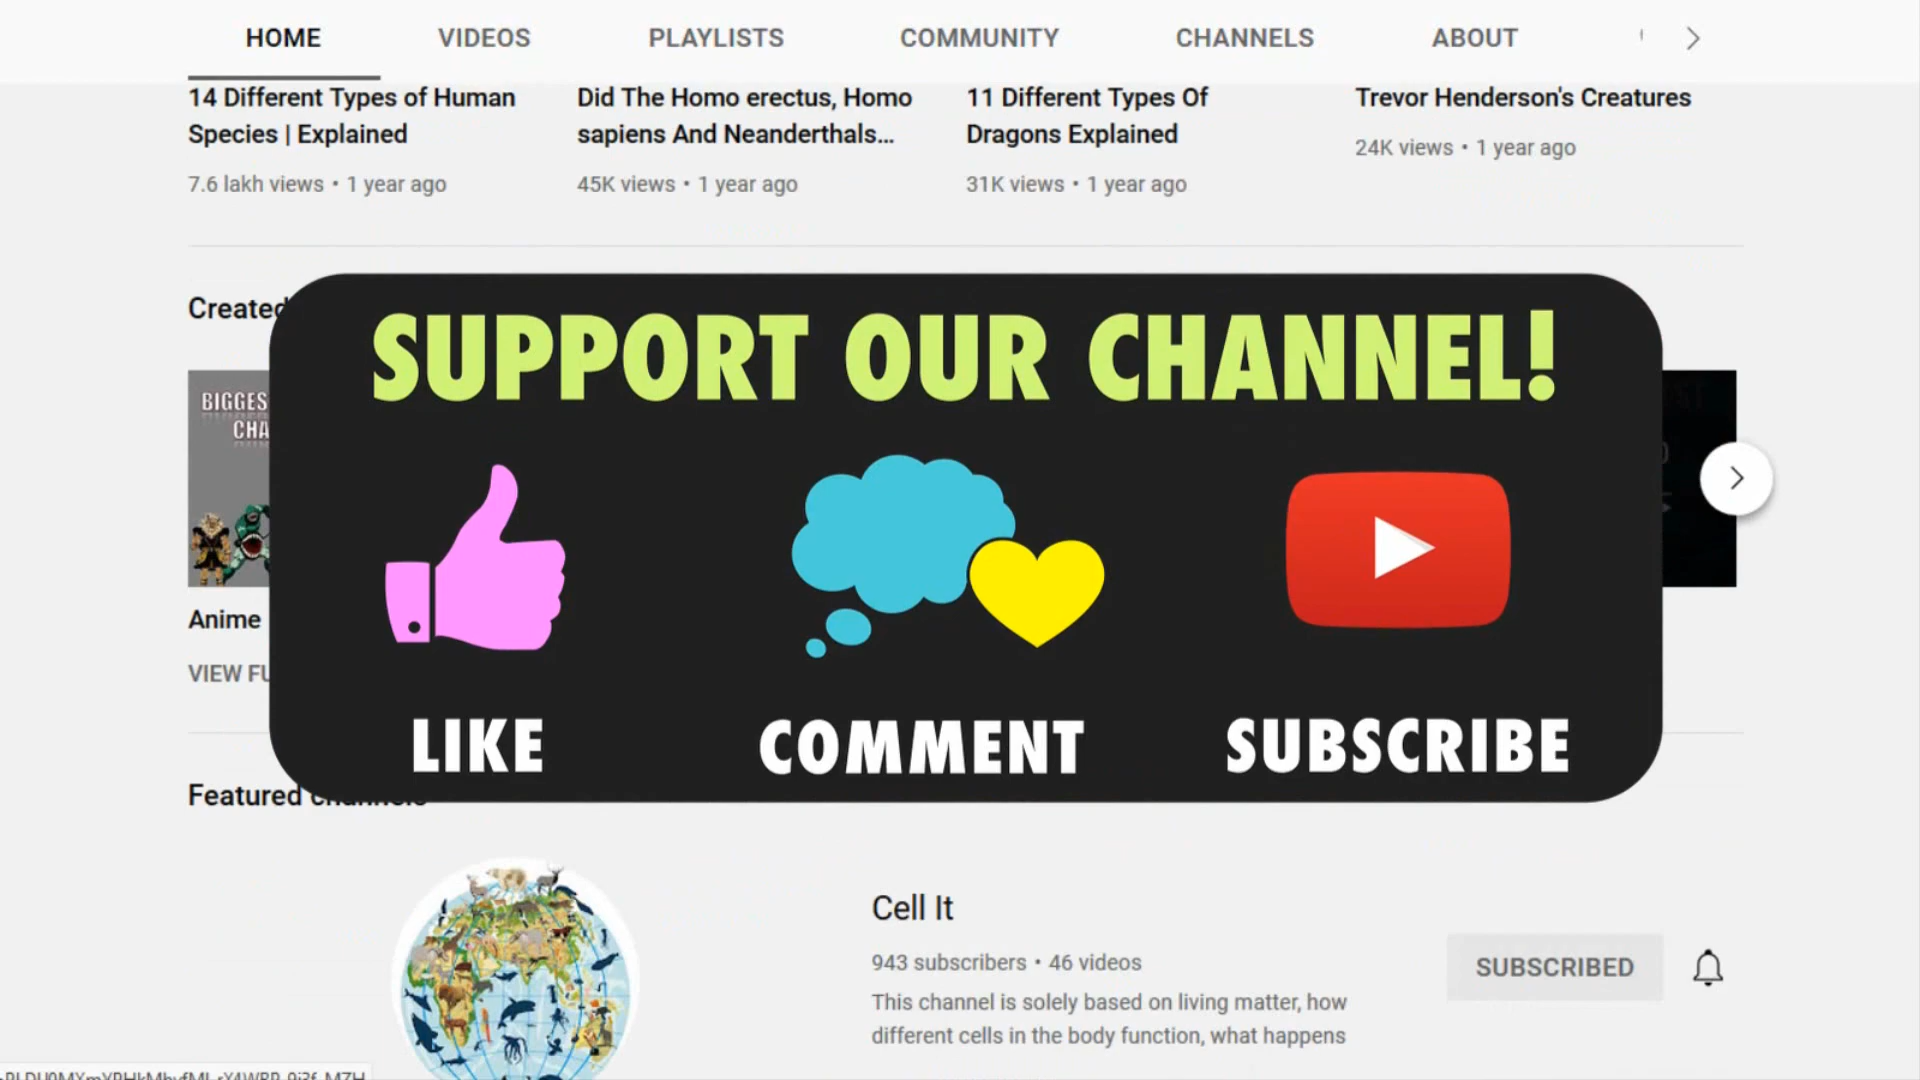 HOME VIDEOS PLAYLISTS COMMUNITY CHANNELS ABOUT
14 Different Types of Human
Species | Explained
7.6 lakh views • 1 year ago
Did The Homo erectus, Homo
sapiens And Neanderthals...
45K views • 1 year ago
11 Different Types Of
Dragons Explained
31K views • 1 year ago
Trevor Henderson's Creatures
24K views • 1 year ago
Created
SUPPORT OUR CHANNEL!
LIKE COMMENT SUBSCRIBE
Anime
VIEW
Featured channels
Cell It
943 subscribers • 46 videos
This channel is solely based on living matter, how
different cells in the body function, what happens
SUBSCRIBED